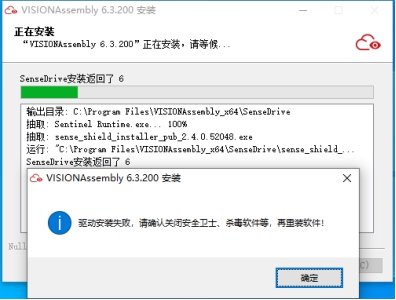 VISIONAssembly 6.3.200 安装
正在安装
“VISIONAssembly 6.3.200”正在安装，请等候...
SenseDrive安装返回了 6
输出目录: C:\Program Files\VISIONAssembly_x64\SenseDrive
抽取: Sentinel Runtime.exe... 100%
抽取: sense_shield_installer_pub_2.4.0.52048.exe
运行: "C:\Program Files\VISIONAssembly_x64\SenseDrive\sense_shield_...
SenseDrive安装返回了 6
VISIONAssembly 6.3.200 安装
驱动安装失败，请确认关闭安全卫士、杀毒软件等，再重装软件！
Null
确定